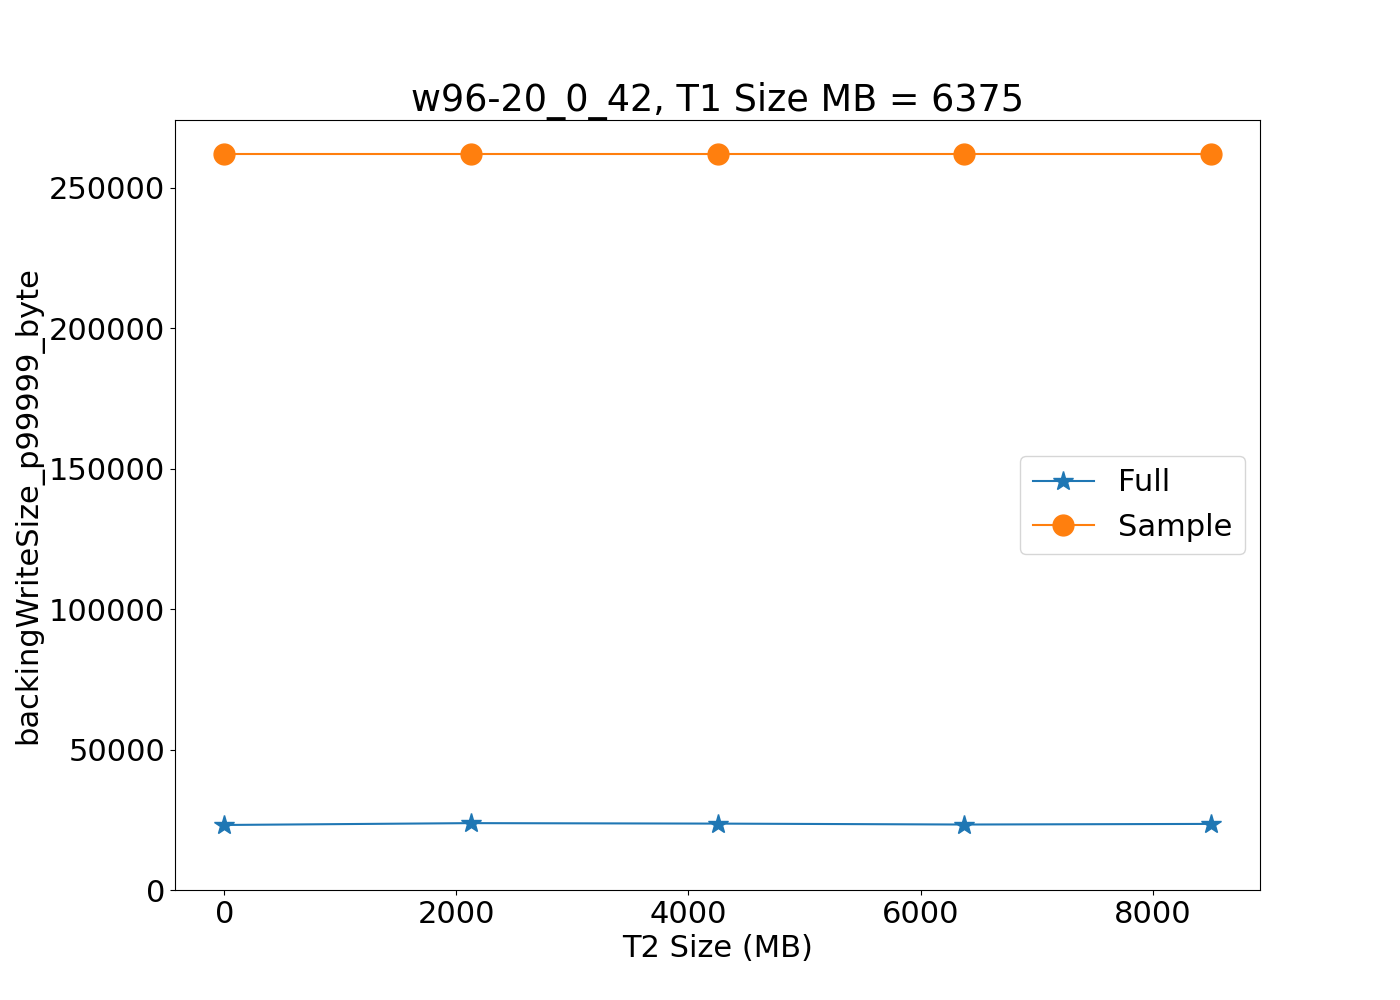 w96-20_0_42, T1 Size MB = 6375
backingWriteSize_p99999_byte
250000
200000
150000
100000
50000
0
Full
Sample
0 2000 4000 6000 8000
T2 Size (MB)